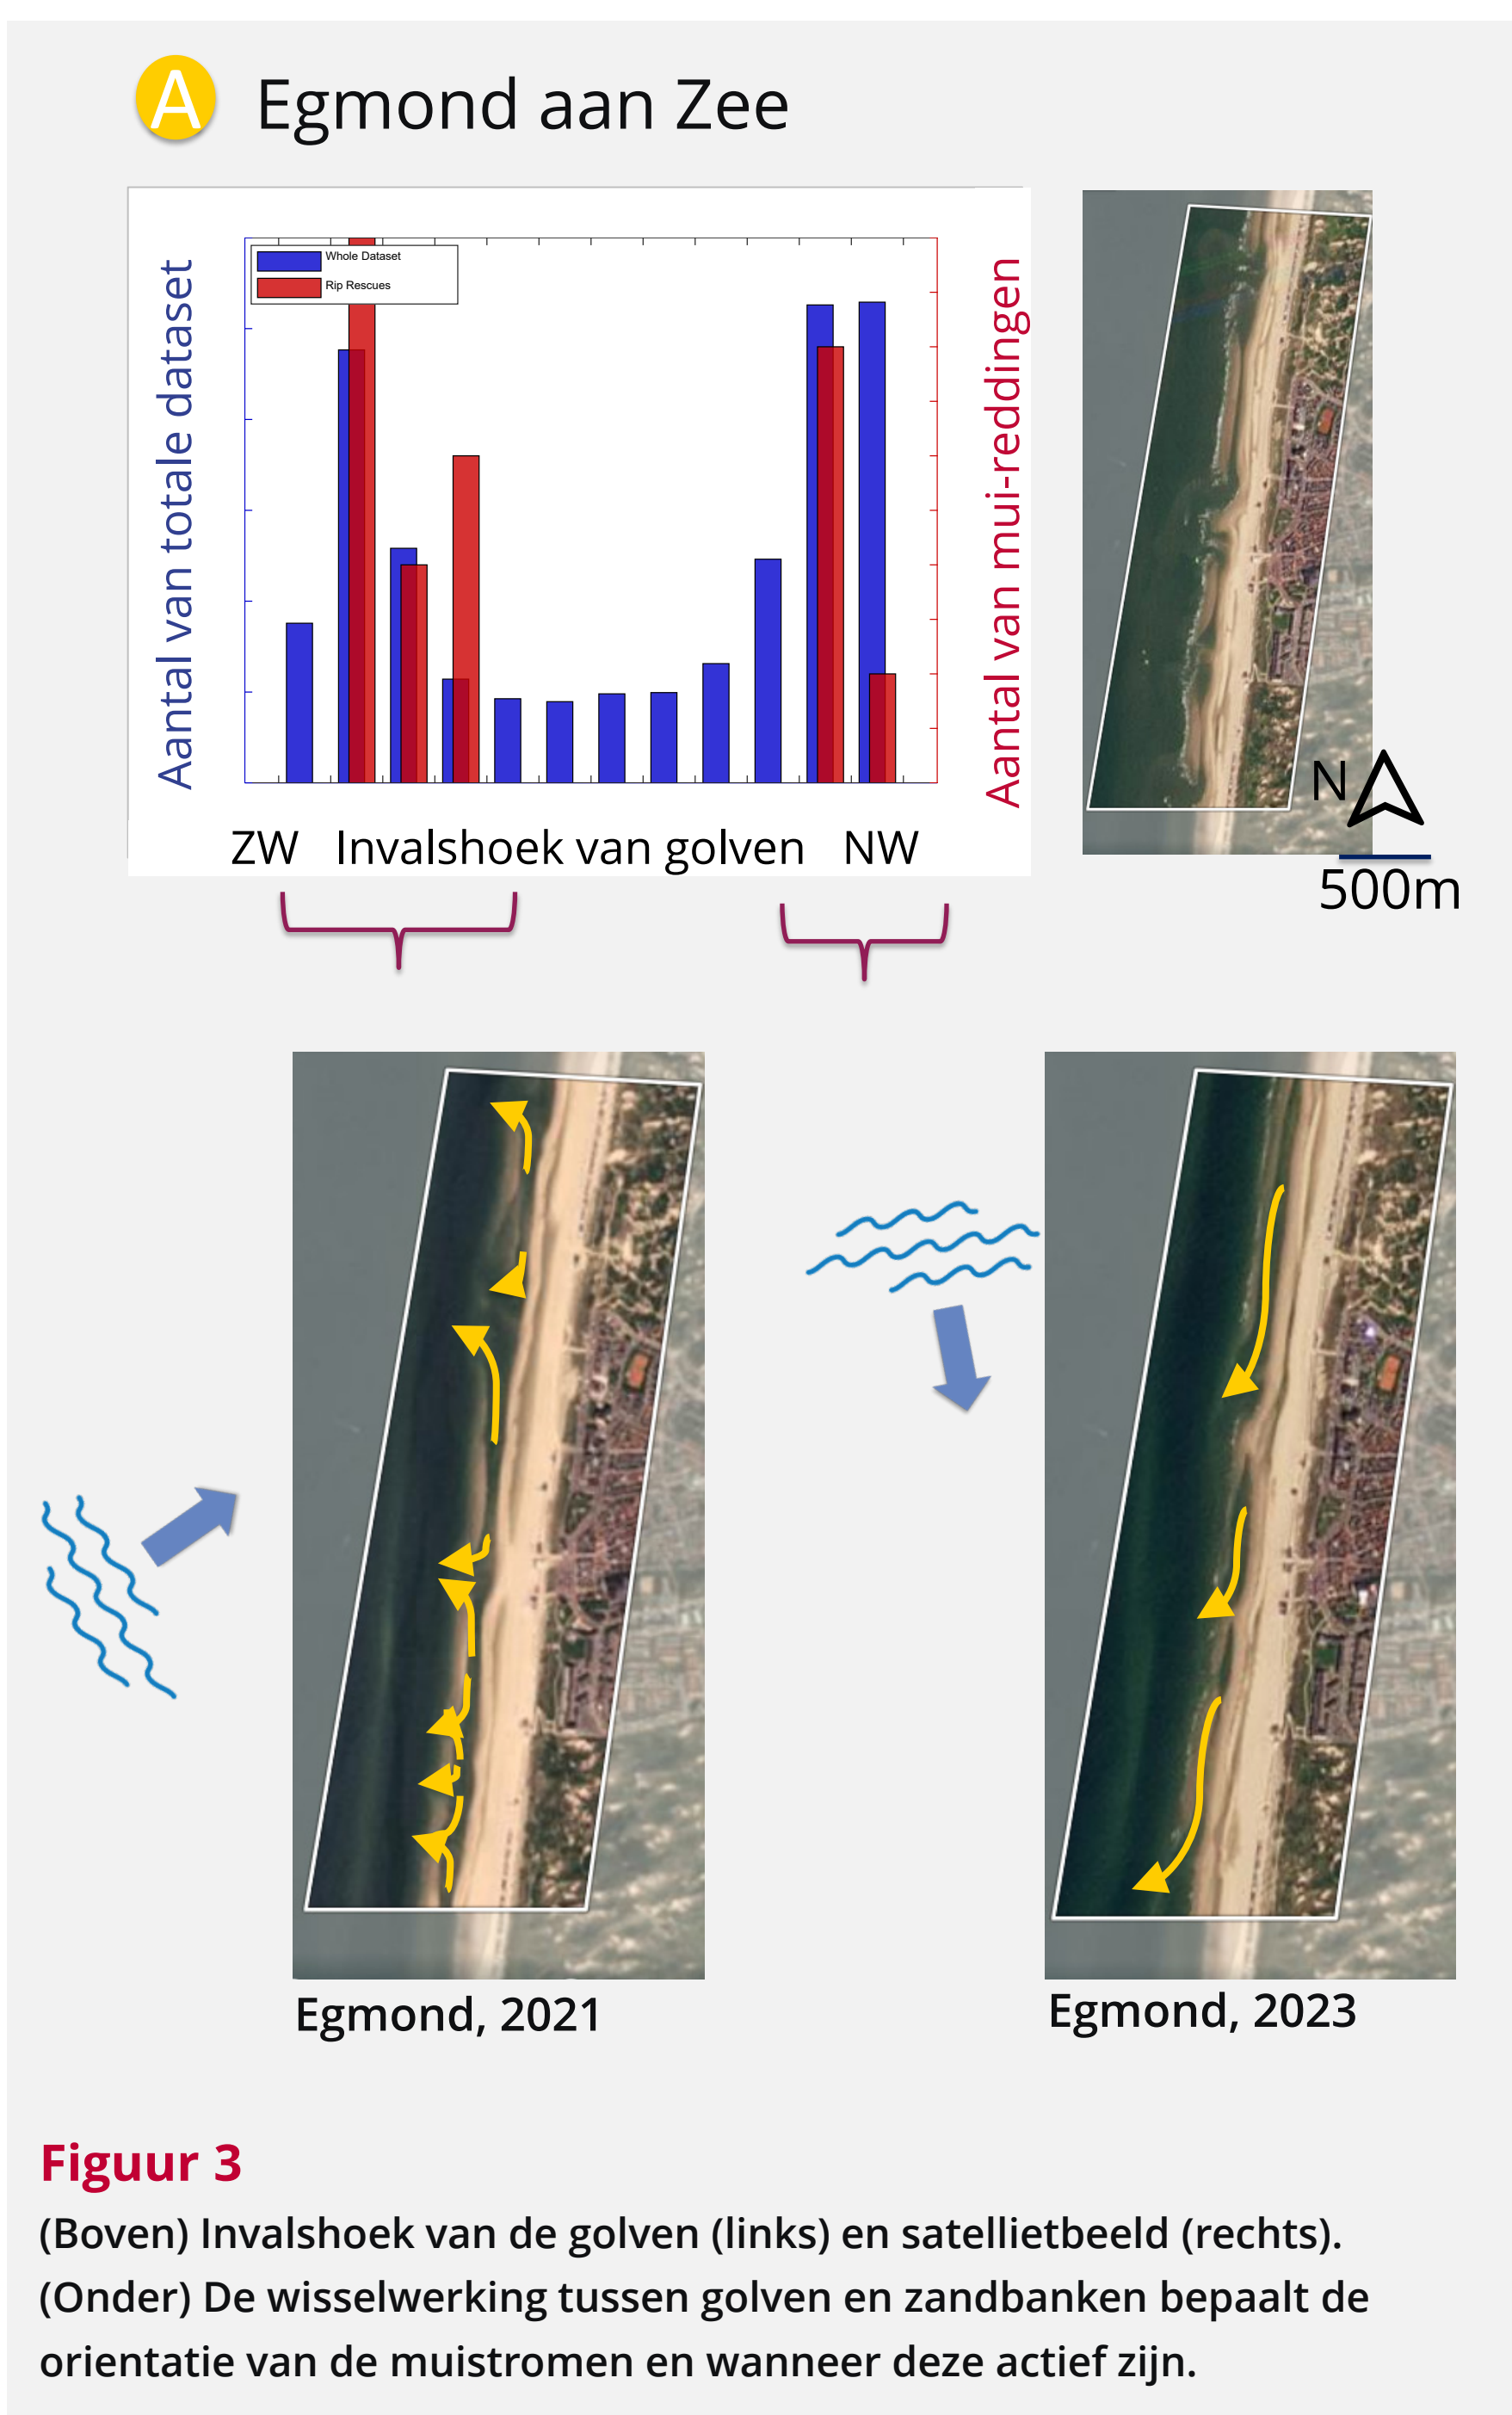 A
Egmond aan Zee
Aantal van totale dataset
Whole Dataset
Rip Rescues
Aantal van mui-reddingen
ZW Invalshoek van golven NW
N
500m
Egmond, 2021
Egmond, 2023
Figuur 3
(Boven) Invalshoek van de golven (links) en satellietbeeld (rechts).
(Onder) De wisselwerking tussen golven en zandbanken bepaalt de
orientatie van de muistromen en wanneer deze actief zijn.